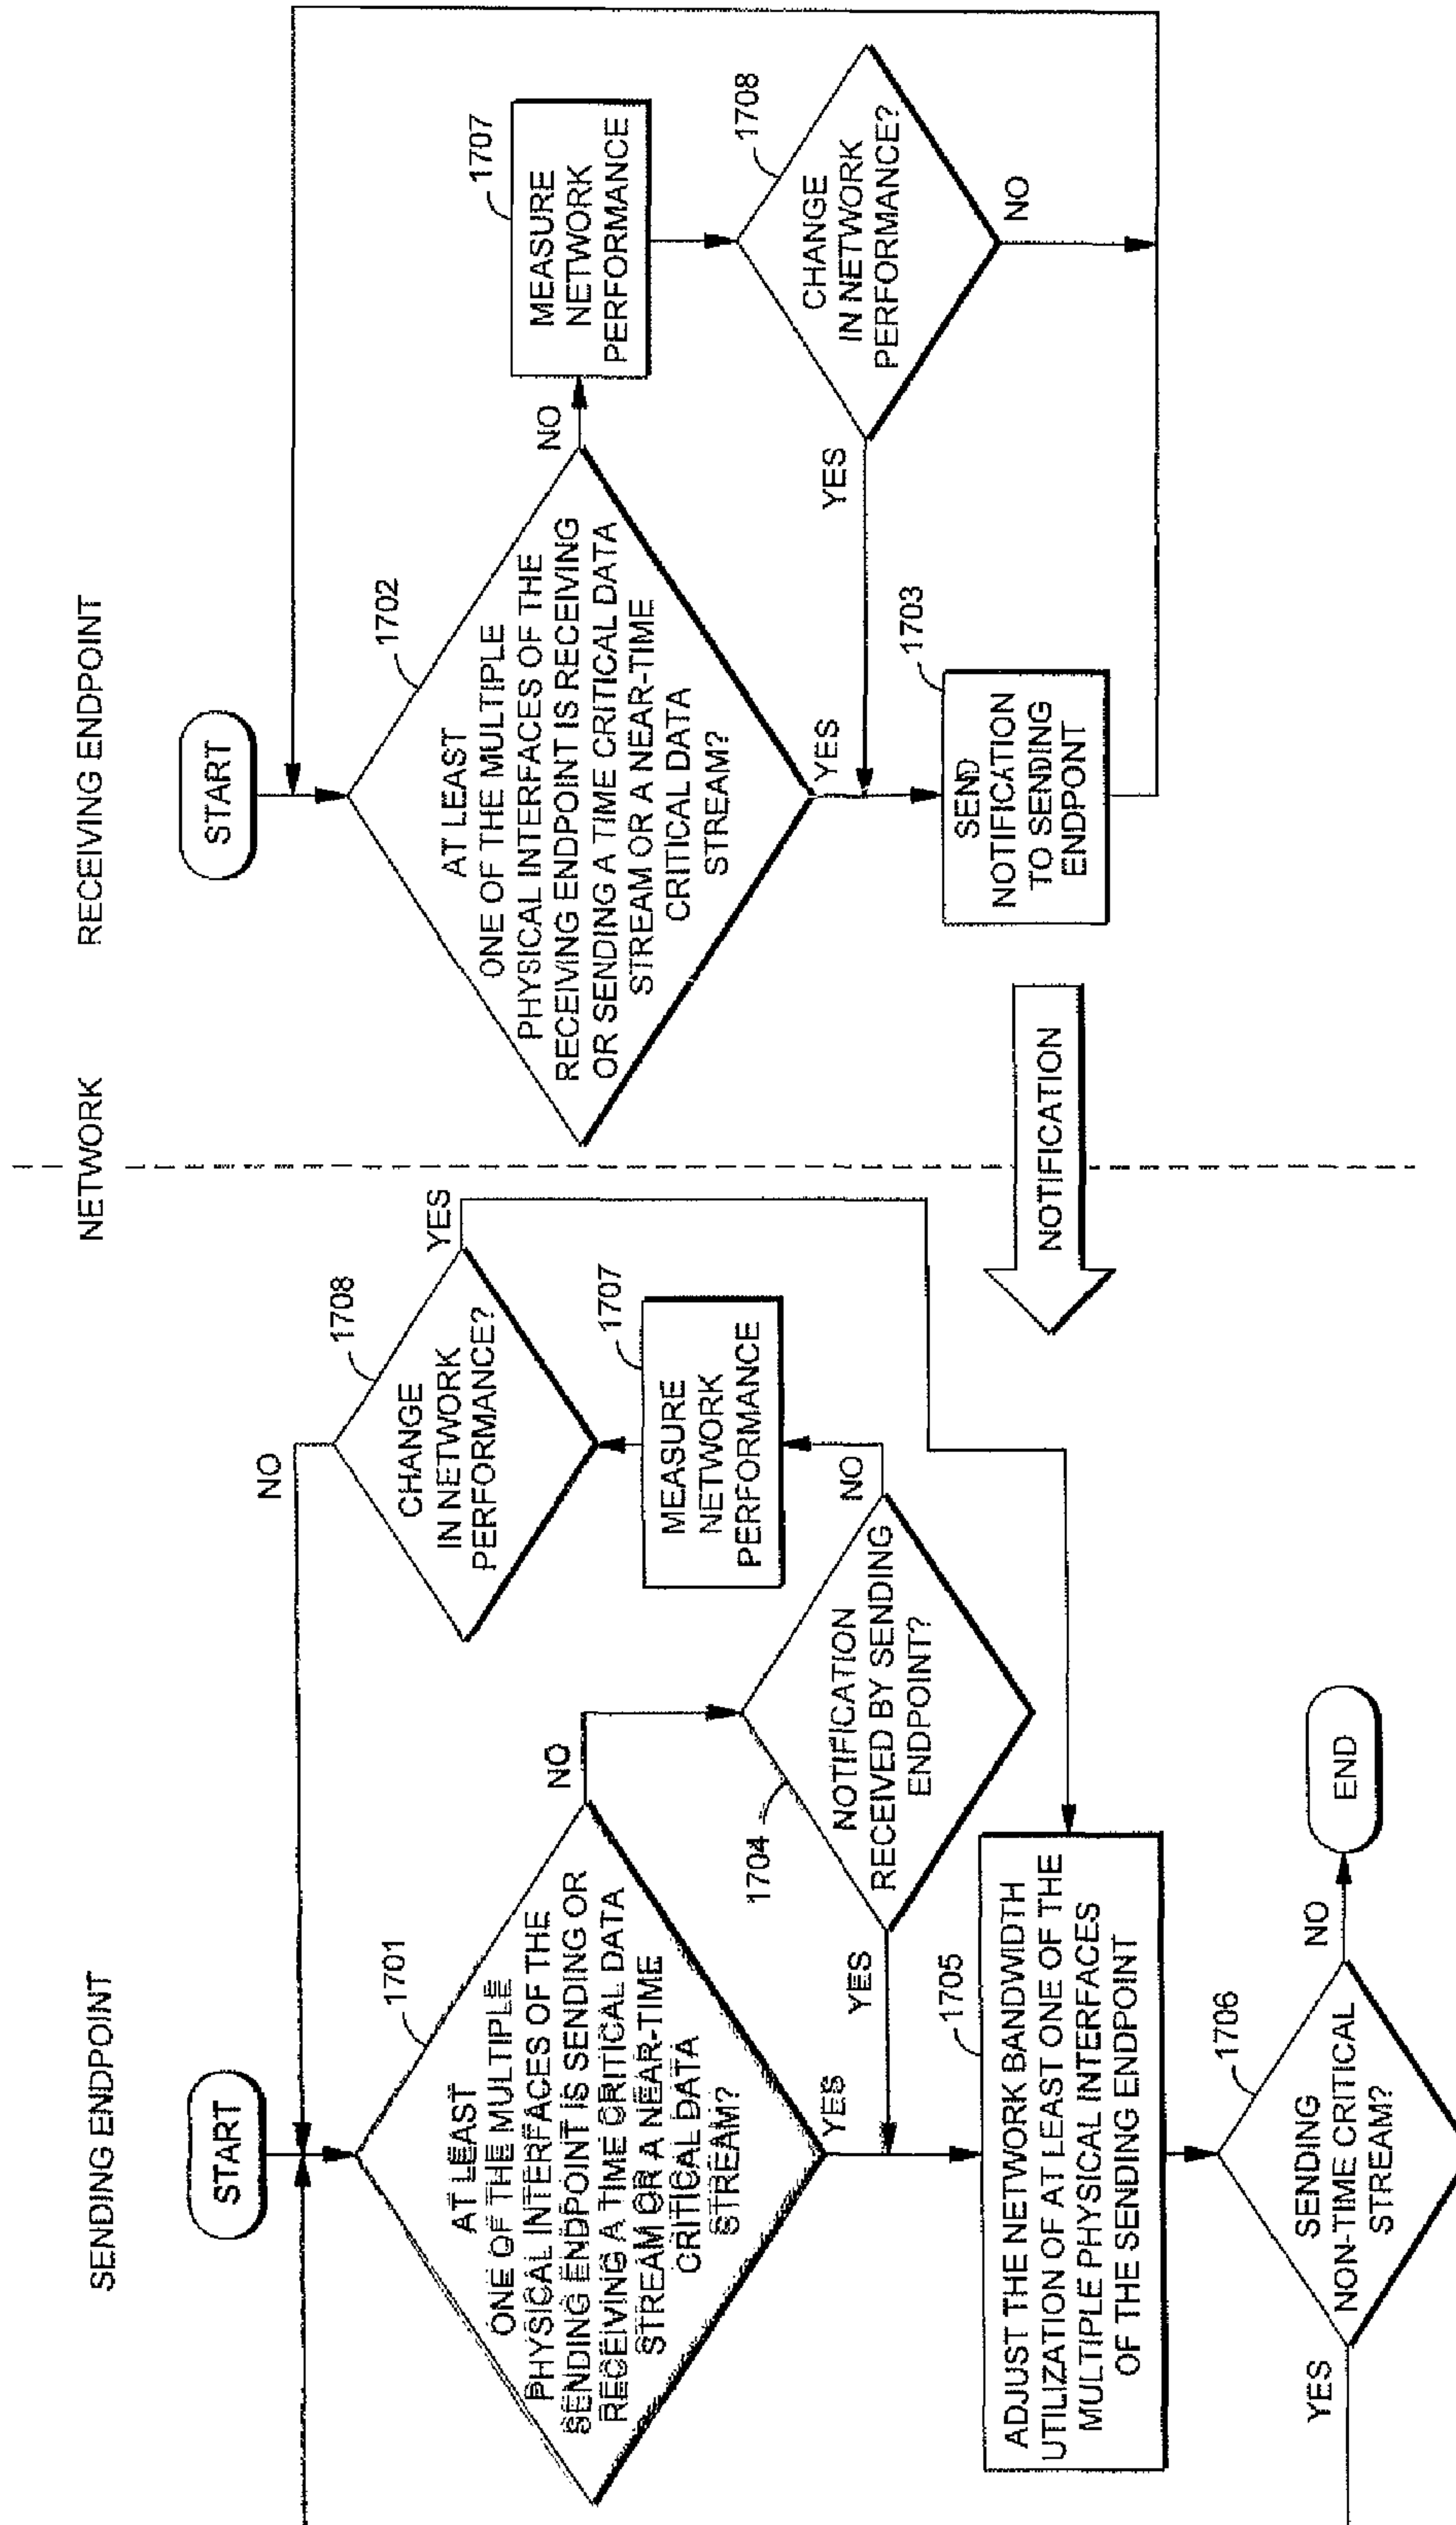 SENDING ENDPOINT
NETWORK
RECEIVING ENDPOINT
START
1701
AT LEAST
ONE OF THE MULTIPLE
PHYSICAL INTERFACES OF THE
SENDING ENDPOINT IS SENDING OR
RECEIVING A TIME CRITICAL DATA
STREAM OR A NEAR-TIME
CRITICAL DATA
STREAM?
NO
YES
1704
NOTIFICATION
RECEIVED BY SENDING
ENDPOINT?
NO
YES
1707
MEASURE
NETWORK
PERFORMANCE
1708
CHANGE
IN NETWORK
PERFORMANCE?
NO
YES
1705
ADJUST THE NETWORK BANDWIDTH
UTILIZATION OF AT LEAST ONE OF THE
MULTIPLE PHYSICAL INTERFACES
OF THE SENDING ENDPOINT
1706
SENDING
NON-TIME CRITICAL
STREAM?
YES
NO
END
NOTIFICATION
START
1702
AT LEAST
ONE OF THE MULTIPLE
PHYSICAL INTERFACES OF THE
RECEIVING ENDPOINT IS RECEIVING
OR SENDING A TIME CRITICAL DATA
STREAM OR A NEAR-TIME
CRITICAL DATA
STREAM?
NO
YES
1707
MEASURE
NETWORK
PERFORMANCE
1708
CHANGE
IN NETWORK
PERFORMANCE?
YES
NO
1703
SEND
NOTIFICATION
TO SENDING
ENDPONT